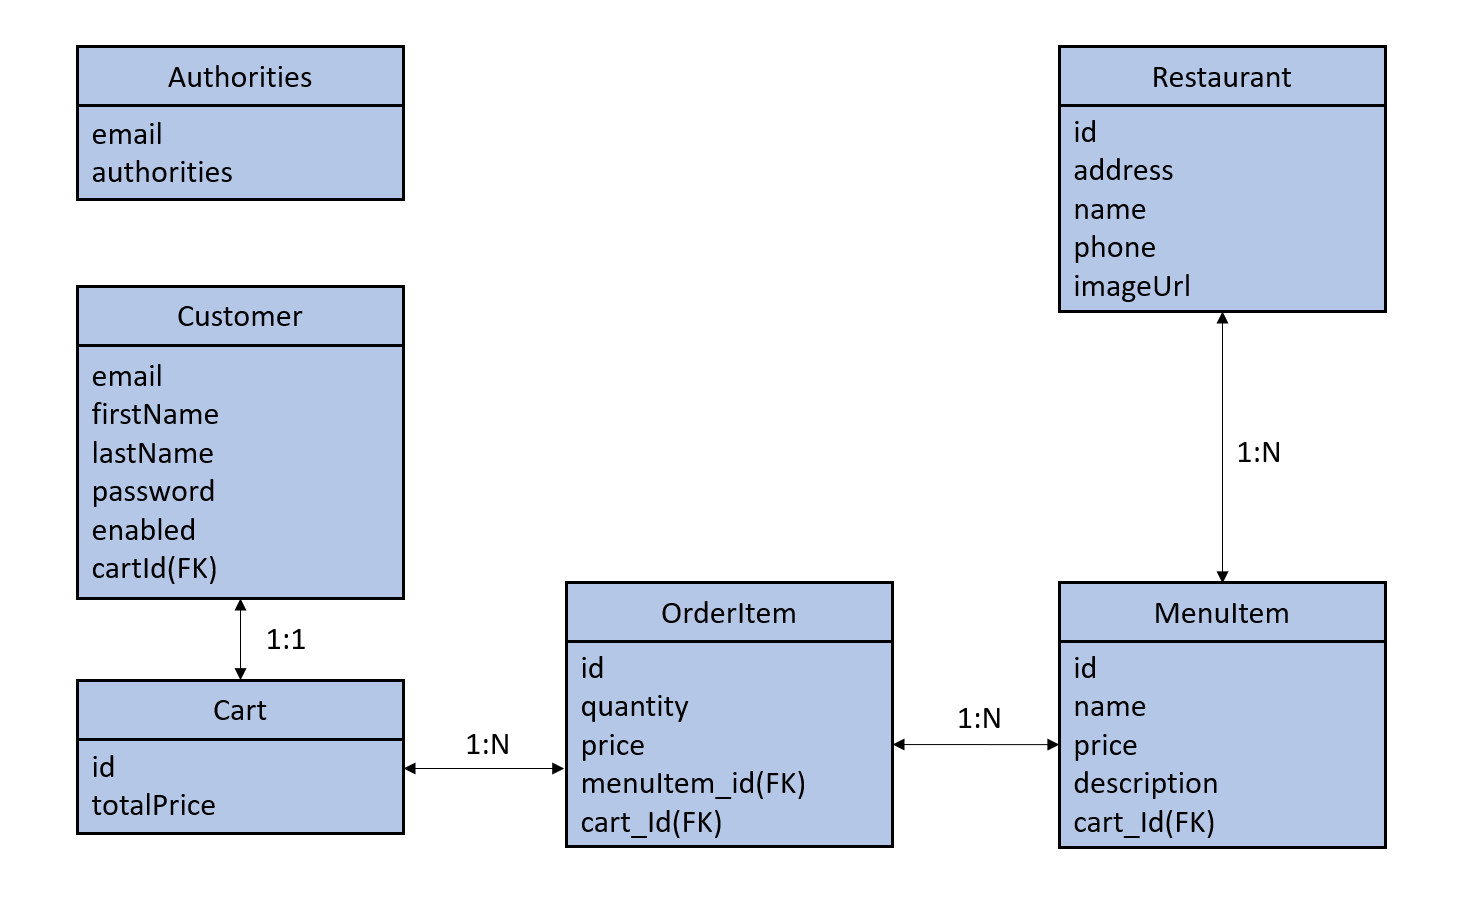 Authorities
email
authorities
Restaurant
id
address
name
phone
imageUrl
Customer
email
firstName
lastName
password
enabled
cartId(FK)
1:N
1:1
Cart
id
totalPrice
1:N
OrderItem
id
quantity
price
menuItem_id(FK)
cart_Id(FK)
1:N
MenuItem
id
name
price
description
cart_Id(FK)